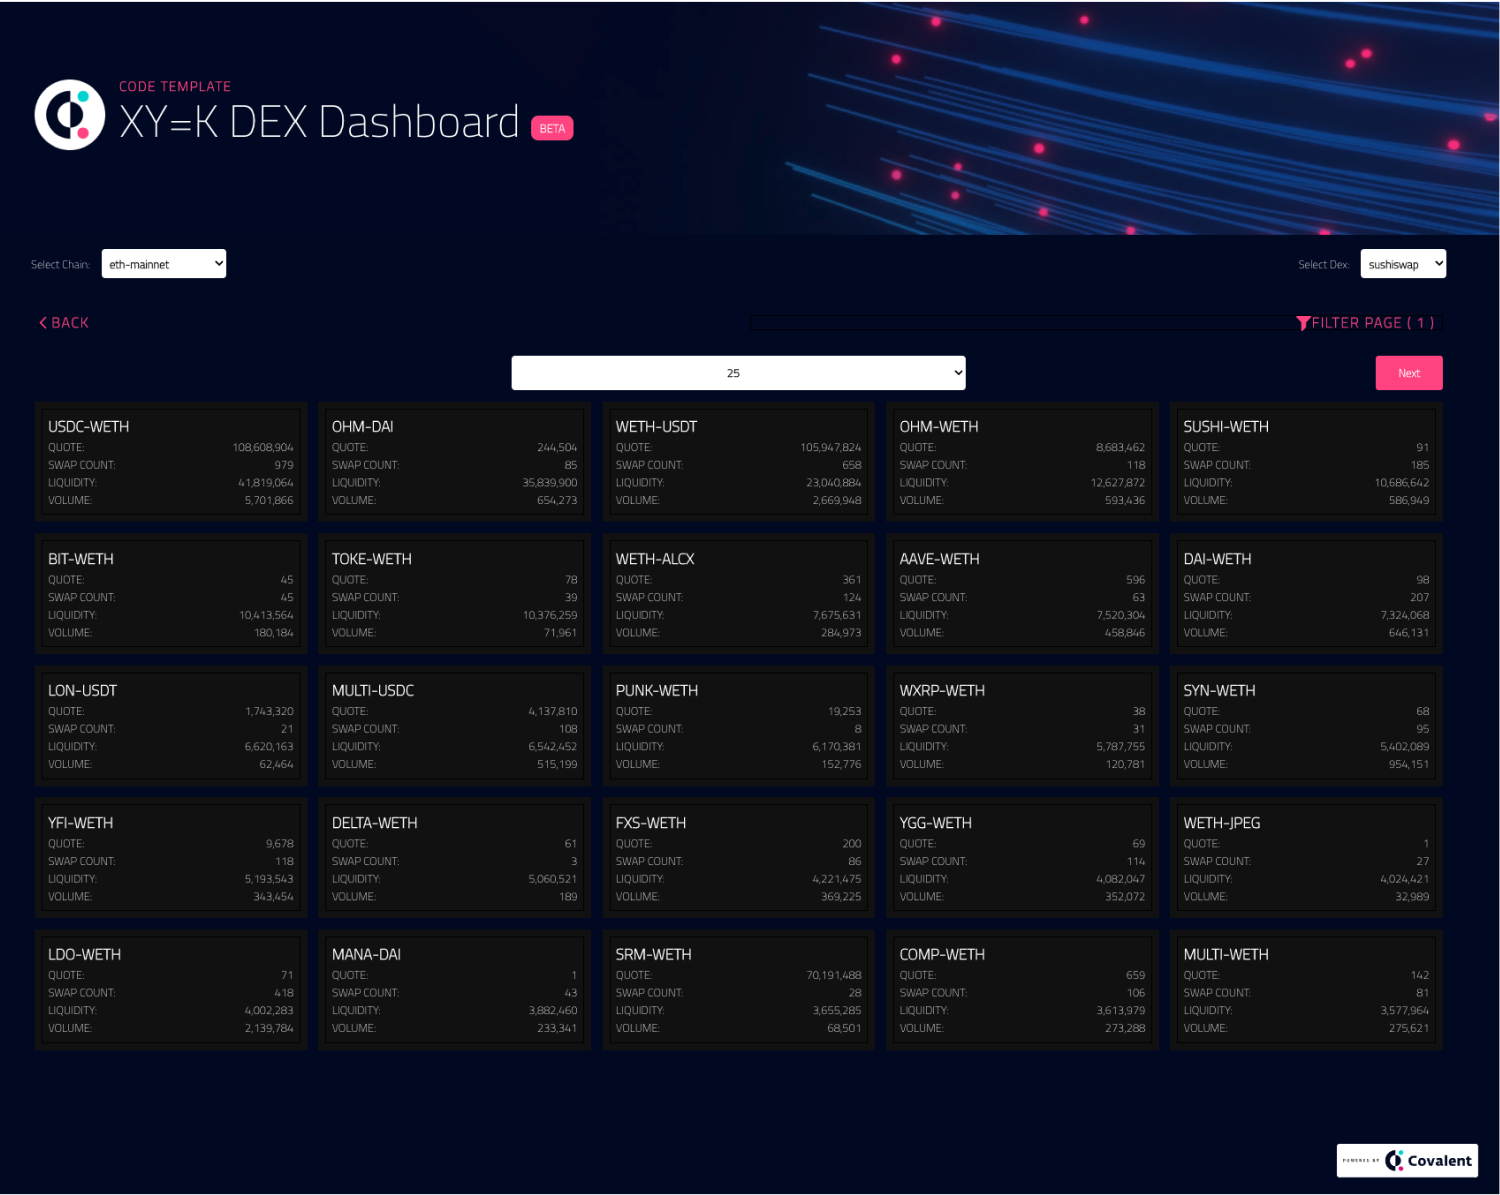 CODE TEMPLATE
XY=K DEX Dashboard BETA
Select Chain: eth-mainnet Select Dex: sushiswap
BACK FILTER PAGE ( 1 )
25 Next
USDC-WETH OHM-DAI WETH-USDT OHM-WETH SUSHI-WETH
QUOTE: 108,608,904 QUOTE: 244,504 QUOTE: 105,947,824 QUOTE: 8,683,462 QUOTE: 91
SWAP COUNT: 979 SWAP COUNT: 85 SWAP COUNT: 658 SWAP COUNT: 118 SWAP COUNT: 185
LIQUIDITY: 41,819,064 LIQUIDITY: 35,839,900 LIQUIDITY: 23,040,884 LIQUIDITY: 12,627,872 LIQUIDITY: 10,686,642
VOLUME: 5,701,866 VOLUME: 654,273 VOLUME: 2,669,948 VOLUME: 593,436 VOLUME: 586,949
BIT-WETH TOKE-WETH WETH-ALCX AAVE-WETH DAI-WETH
QUOTE: 45 QUOTE: 78 QUOTE: 361 QUOTE: 596 QUOTE: 98
SWAP COUNT: 45 SWAP COUNT: 39 SWAP COUNT: 124 SWAP COUNT: 63 SWAP COUNT: 207
LIQUIDITY: 10,413,564 LIQUIDITY: 10,376,259 LIQUIDITY: 7,675,631 LIQUIDITY: 7,520,304 LIQUIDITY: 7,324,068
VOLUME: 180,184 VOLUME: 71,961 VOLUME: 284,973 VOLUME: 458,846 VOLUME: 646,131
LON-USDT MULTI-USDC PUNK-WETH WXRP-WETH SYN-WETH
QUOTE: 1,743,320 QUOTE: 4,137,810 QUOTE: 19,253 QUOTE: 38 QUOTE: 68
SWAP COUNT: 21 SWAP COUNT: 108 SWAP COUNT: 8 SWAP COUNT: 31 SWAP COUNT: 95
LIQUIDITY: 6,620,163 LIQUIDITY: 6,542,452 LIQUIDITY: 6,170,381 LIQUIDITY: 5,787,755 LIQUIDITY: 5,402,089
VOLUME: 62,464 VOLUME: 515,199 VOLUME: 152,776 VOLUME: 120,781 VOLUME: 954,151
YFI-WETH DELTA-WETH FXS-WETH YGG-WETH WETH-JPEG
QUOTE: 9,678 QUOTE: 61 QUOTE: 200 QUOTE: 69 QUOTE: 1
SWAP COUNT: 118 SWAP COUNT: 3 SWAP COUNT: 86 SWAP COUNT: 114 SWAP COUNT: 27
LIQUIDITY: 5,193,543 LIQUIDITY: 5,060,521 LIQUIDITY: 4,221,475 LIQUIDITY: 4,082,047 LIQUIDITY: 4,024,421
VOLUME: 343,454 VOLUME: 189 VOLUME: 369,225 VOLUME: 352,072 VOLUME: 32,989
LDO-WETH MANA-DAI SRM-WETH COMP-WETH MULTI-WETH
QUOTE: 71 QUOTE: 1 QUOTE: 70,191,488 QUOTE: 659 QUOTE: 142
SWAP COUNT: 418 SWAP COUNT: 43 SWAP COUNT: 28 SWAP COUNT: 106 SWAP COUNT: 81
LIQUIDITY: 4,002,283 LIQUIDITY: 3,882,460 LIQUIDITY: 3,655,285 LIQUIDITY: 3,613,979 LIQUIDITY: 3,577,964
VOLUME: 2,139,784 VOLUME: 233,341 VOLUME: 68,501 VOLUME: 273,288 VOLUME: 275,621
POWERED BY Covalent